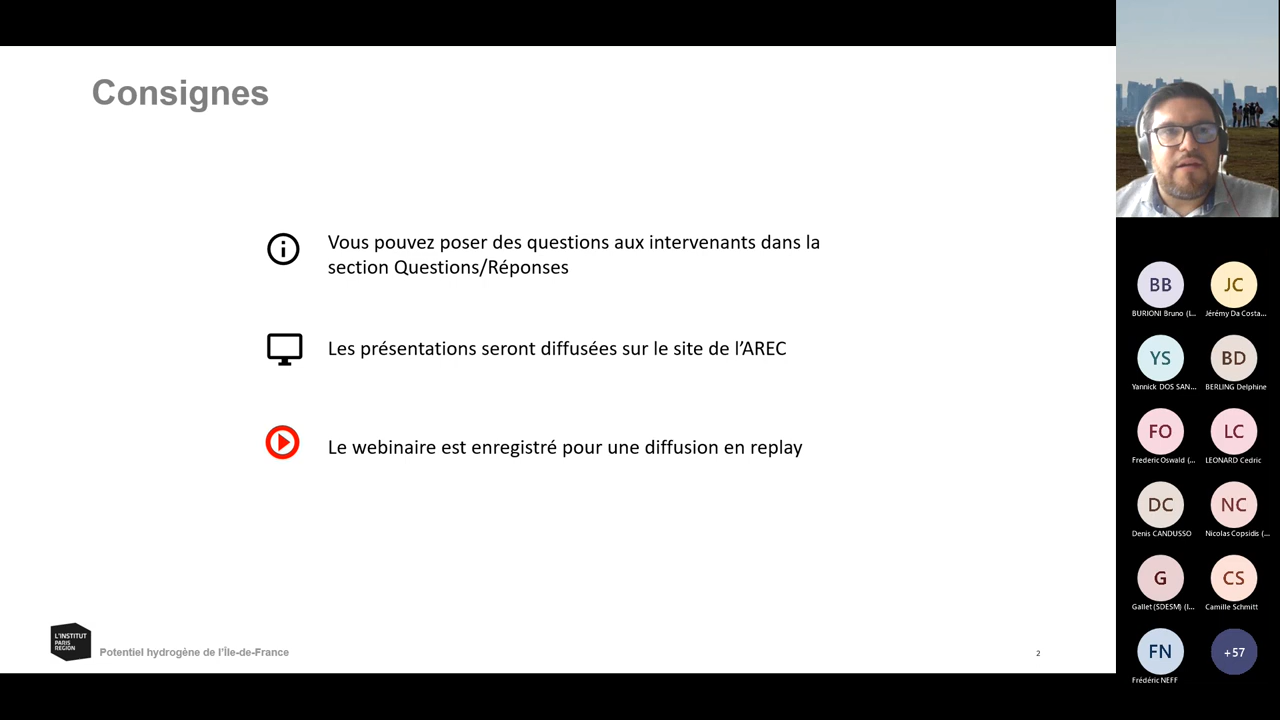 Consignes
Vous pouvez poser des questions aux intervenants dans la
section Questions/Réponses
Les présentations seront diffusées sur le site de l'AREC
Le webinaire est enregistré pour une diffusion en replay
L'INSTITUT
PARIS
REGION
Potentiel hydrogène de l'Île-de-France
2
BB
JC
BURIONI Bruno (L...
Jérémy Da Costa...
YS
BD
Yannick DOS SAN...
BERLING Delphine
FO
LC
Frederic Oswald (...
LEONARD Cedric
DC
NC
Denis CANDUSSO
Nicolas Copsidis (...
G
CS
Gallet (SDESM) (I...
Camille Schmitt
FN
+57
Frédéric NEFF